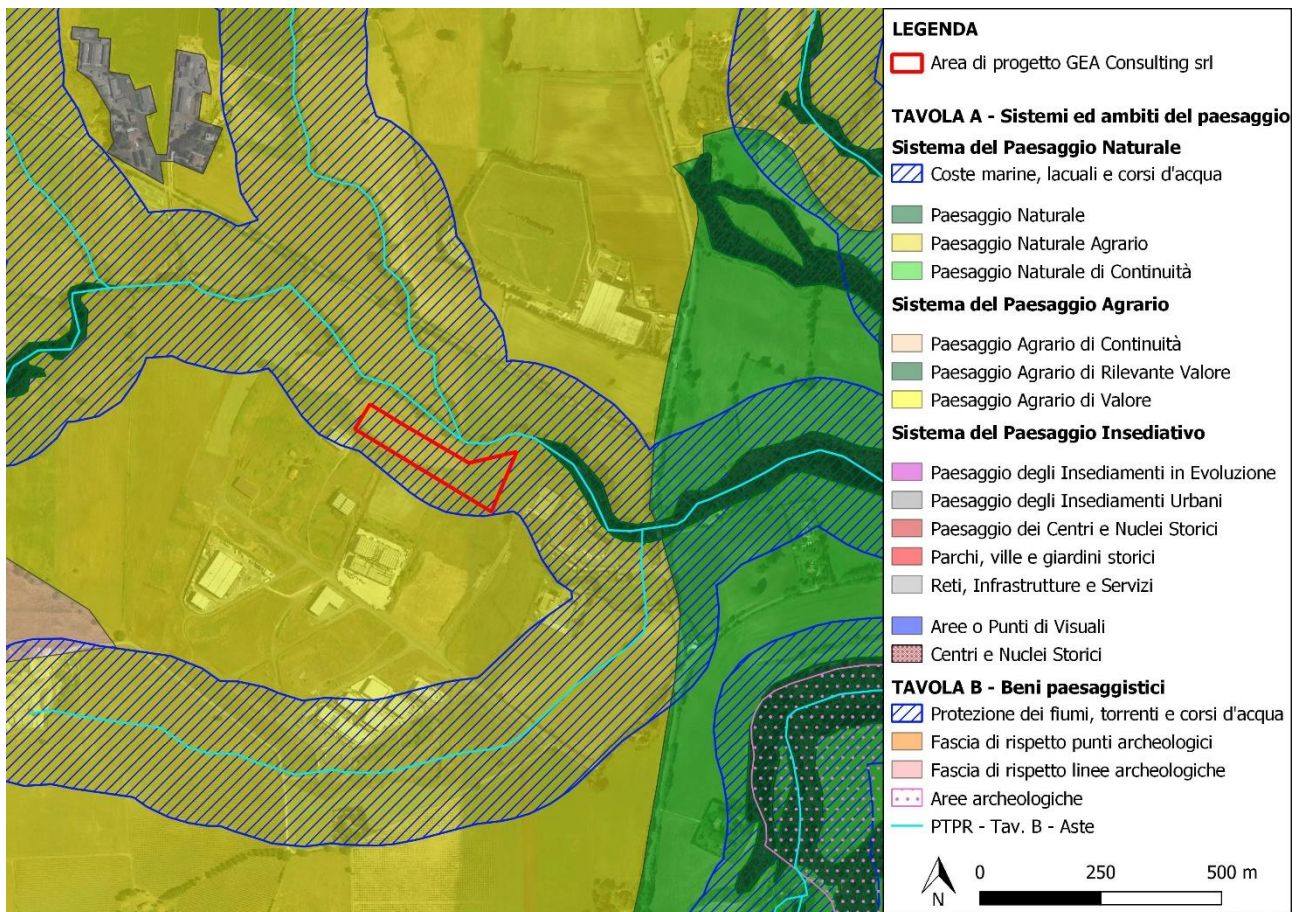 LEGENDA
Area di progetto GEA Consulting srl
TAVOLA A - Sistemi ed ambiti del paesaggio
Sistema del Paesaggio Naturale
Coste marine, lacuali e corsi d'acqua
Paesaggio Naturale
Paesaggio Naturale Agrario
Paesaggio Naturale di Continuità
Sistema del Paesaggio Agrario
Paesaggio Agrario di Continuità
Paesaggio Agrario di Rilevante Valore
Paesaggio Agrario di Valore
Sistema del Paesaggio Insediativo
Paesaggio degli Insediamenti in Evoluzione
Paesaggio degli Insediamenti Urbani
Paesaggio dei Centri e Nuclei Storici
Parchi, ville e giardini storici
Reti, Infrastrutture e Servizi
Aree o Punti di Visuali
Centri e Nuclei Storici
TAVOLA B - Beni paesaggistici
Protezione dei fiumi, torrenti e corsi d'acqua
Fascia di rispetto punti archeologici
Fascia di rispetto linee archeologiche
Aree archeologiche
PTPR - Tav. B - Aste
0 250 500 m
N